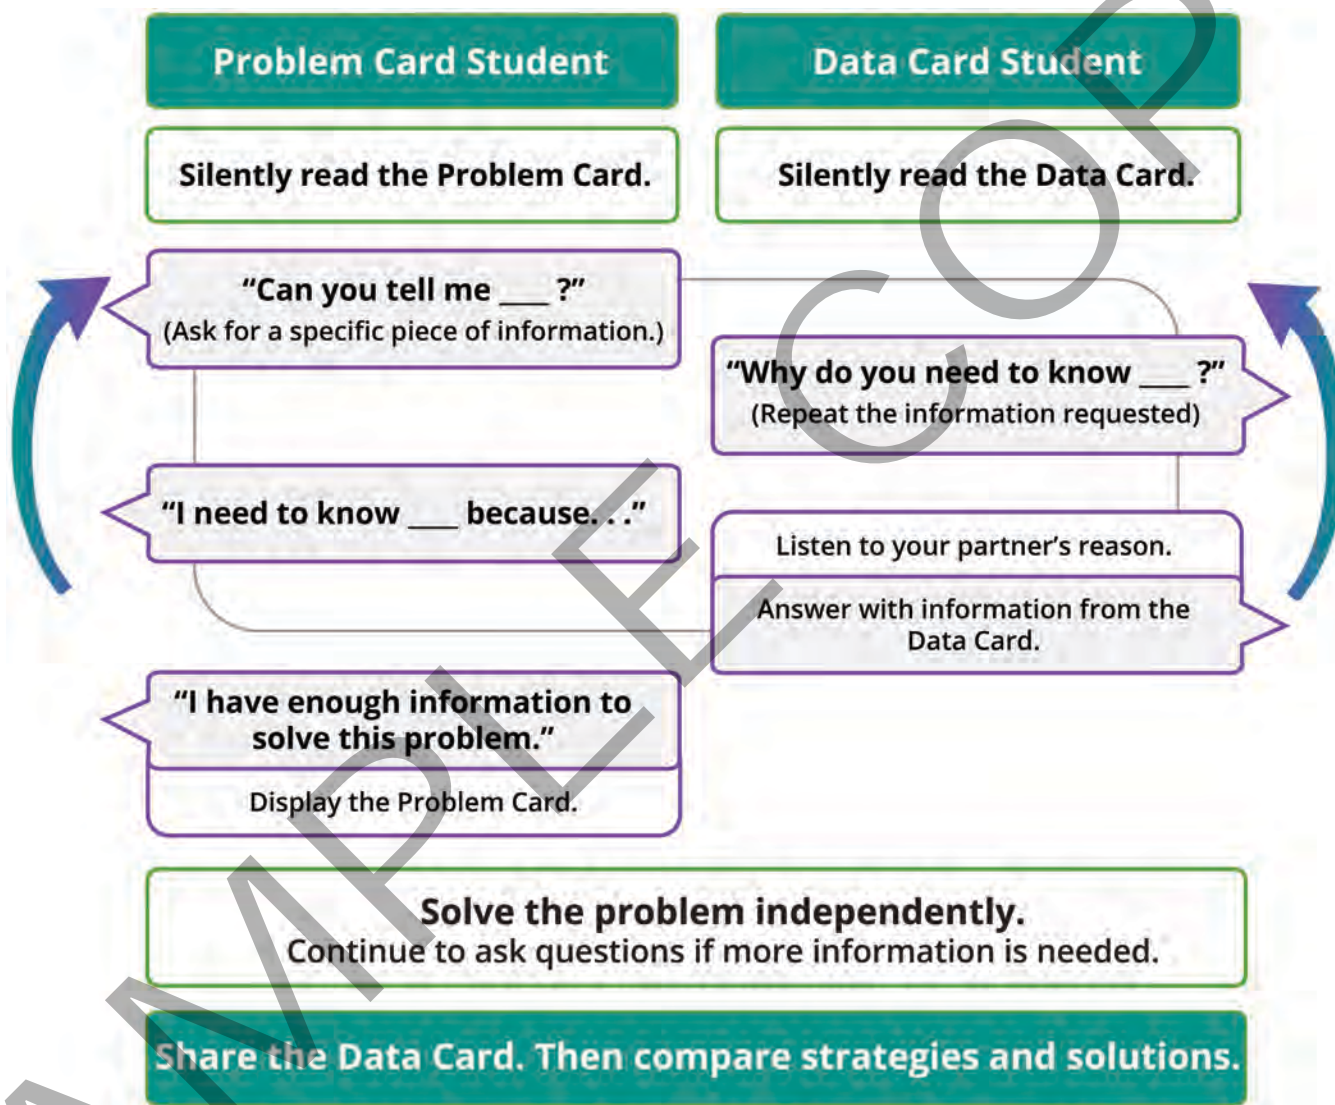 Problem Card Student
Data Card Student
Silently read the Problem Card.
Silently read the Data Card.
“Can you tell me ___ ?”
(Ask for a specific piece of information.)
“Why do you need to know ___ ?”
(Repeat the information requested)
“I need to know ___ because. . .”
Listen to your partner’s reason.
Answer with information from the
Data Card.
“I have enough information to
solve this problem.”
Display the Problem Card.
Solve the problem independently.
Continue to ask questions if more information is needed.
Share the Data Card. Then compare strategies and solutions.
AMPLE COP